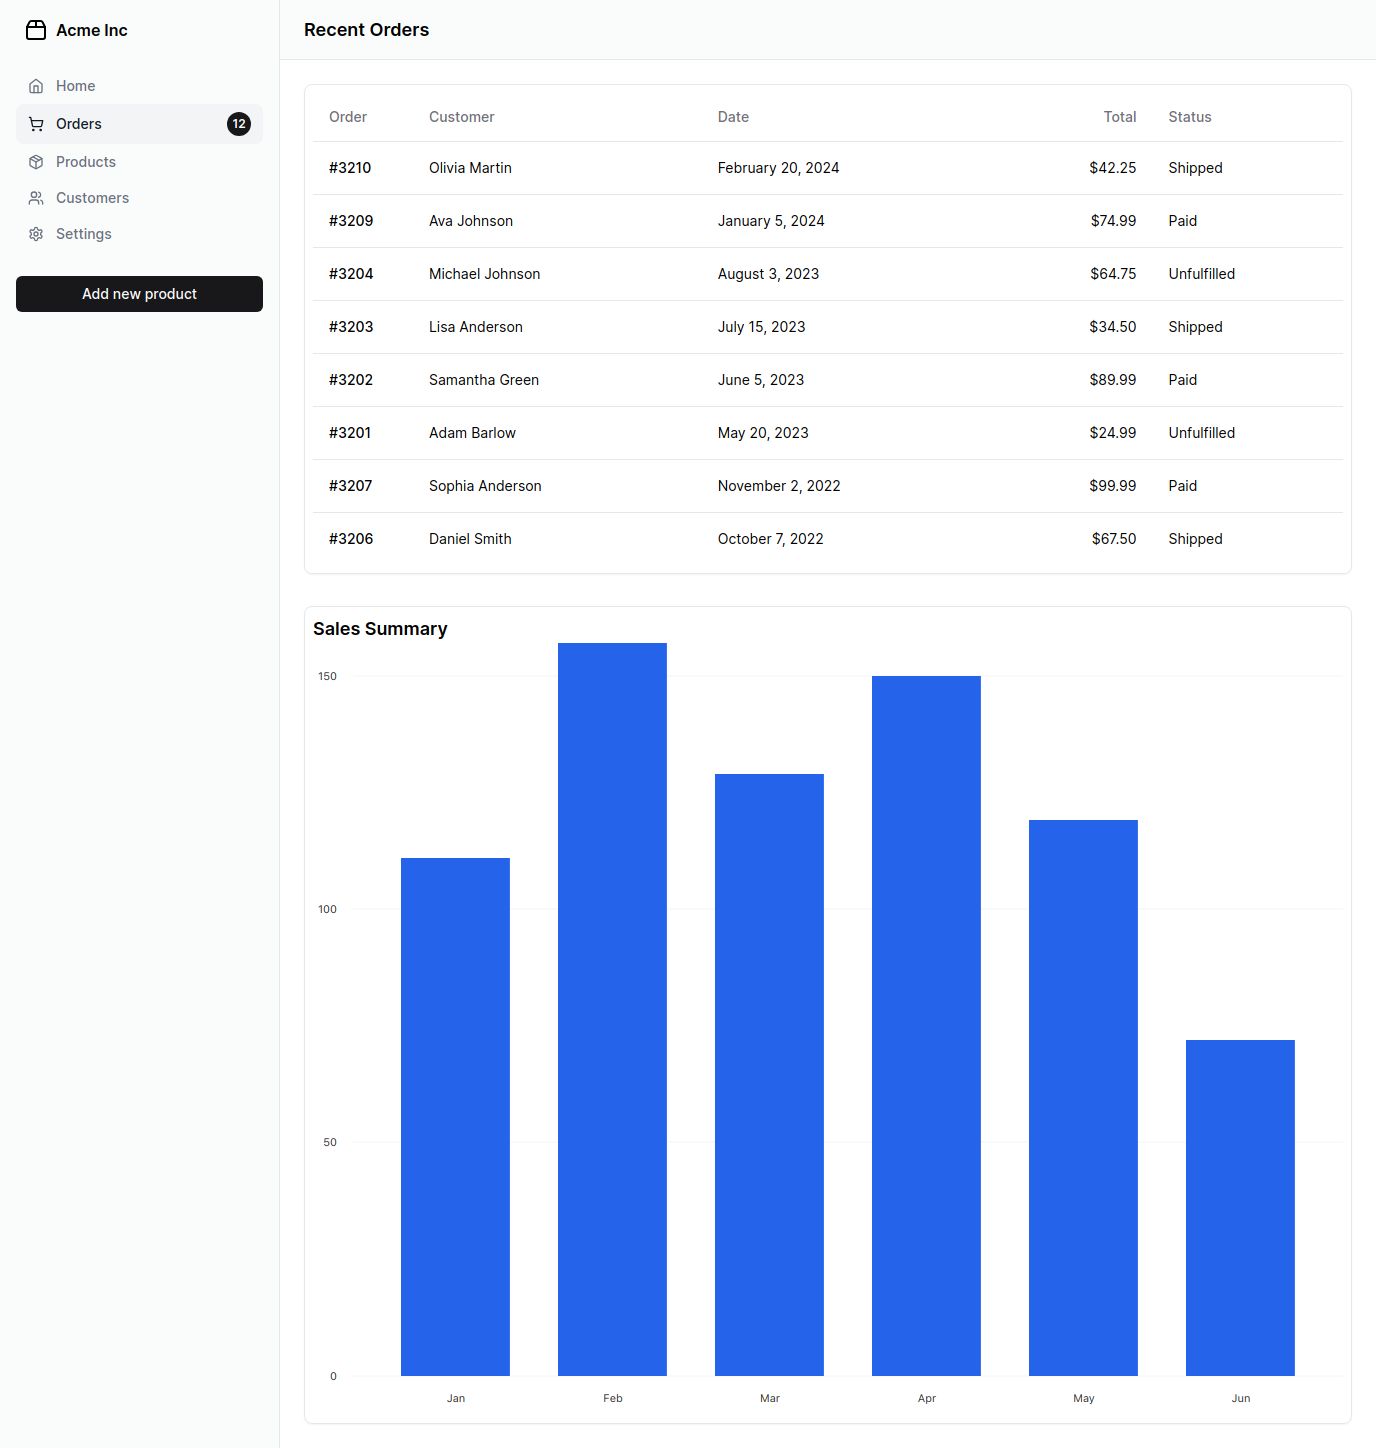 Acme Inc
Home
Orders 12
Products
Customers
Settings
Add new product
Recent Orders
Order Customer Date Total Status
#3210 Olivia Martin February 20, 2024 $42.25 Shipped
#3209 Ava Johnson January 5, 2024 $74.99 Paid
#3204 Michael Johnson August 3, 2023 $64.75 Unfulfilled
#3203 Lisa Anderson July 15, 2023 $34.50 Shipped
#3202 Samantha Green June 5, 2023 $89.99 Paid
#3201 Adam Barlow May 20, 2023 $24.99 Unfulfilled
#3207 Sophia Anderson November 2, 2022 $99.99 Paid
#3206 Daniel Smith October 7, 2022 $67.50 Shipped
Sales Summary
150
100
50
0
Jan Feb Mar Apr May Jun